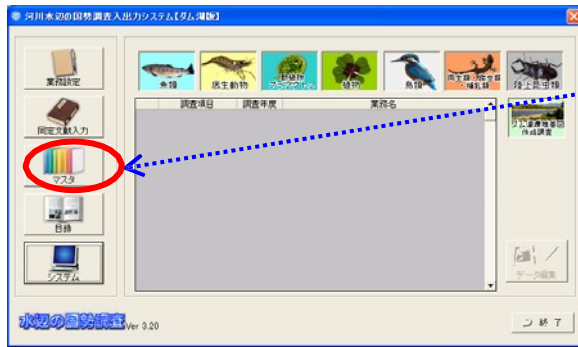 河川水辺の国勢調査入出力システム【ダム湖版】
業務設定
同定文献入力
マスタ
目録
システム
魚類
底生動物
動植物
プランクトン
植物
鳥類
両生類・爬虫類
・哺乳類
陸上昆虫類
調査項目 調査年度 業務名
ダム湖環境基図
作成調査
データ編集
水辺の国勢調査 Ver 3.20
終了